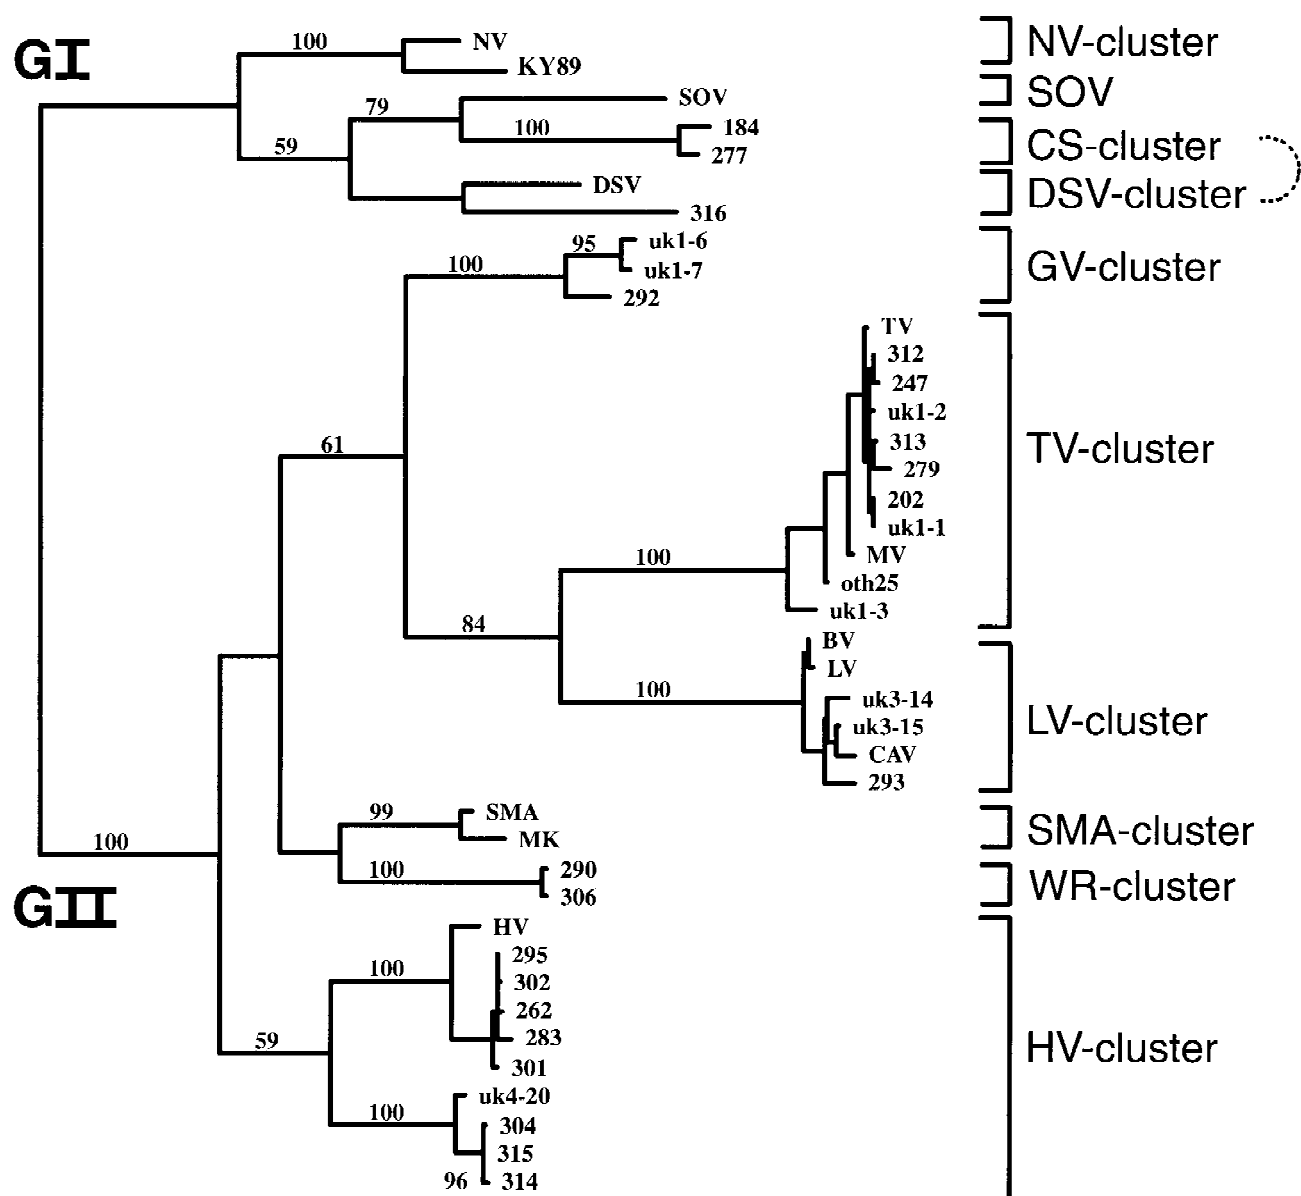 GI
100
NV
KY89
NV-cluster
79
SOV
SOV
100
184
277
CS-cluster
59
DSV
316
DSV-cluster
95
uk1-6
uk1-7
100
292
GV-cluster
TV
312
247
uk1-2
313
279
202
uk1-1
MV
oth25
uk1-3
TV-cluster
61
100
84
BV
LV
100
uk3-14
uk3-15
CAV
293
LV-cluster
99
SMA
MK
SMA-cluster
100
100
290
306
WR-cluster
GII
HV
295
302
262
283
301
100
59
HV-cluster
uk4-20
100
304
315
96
314